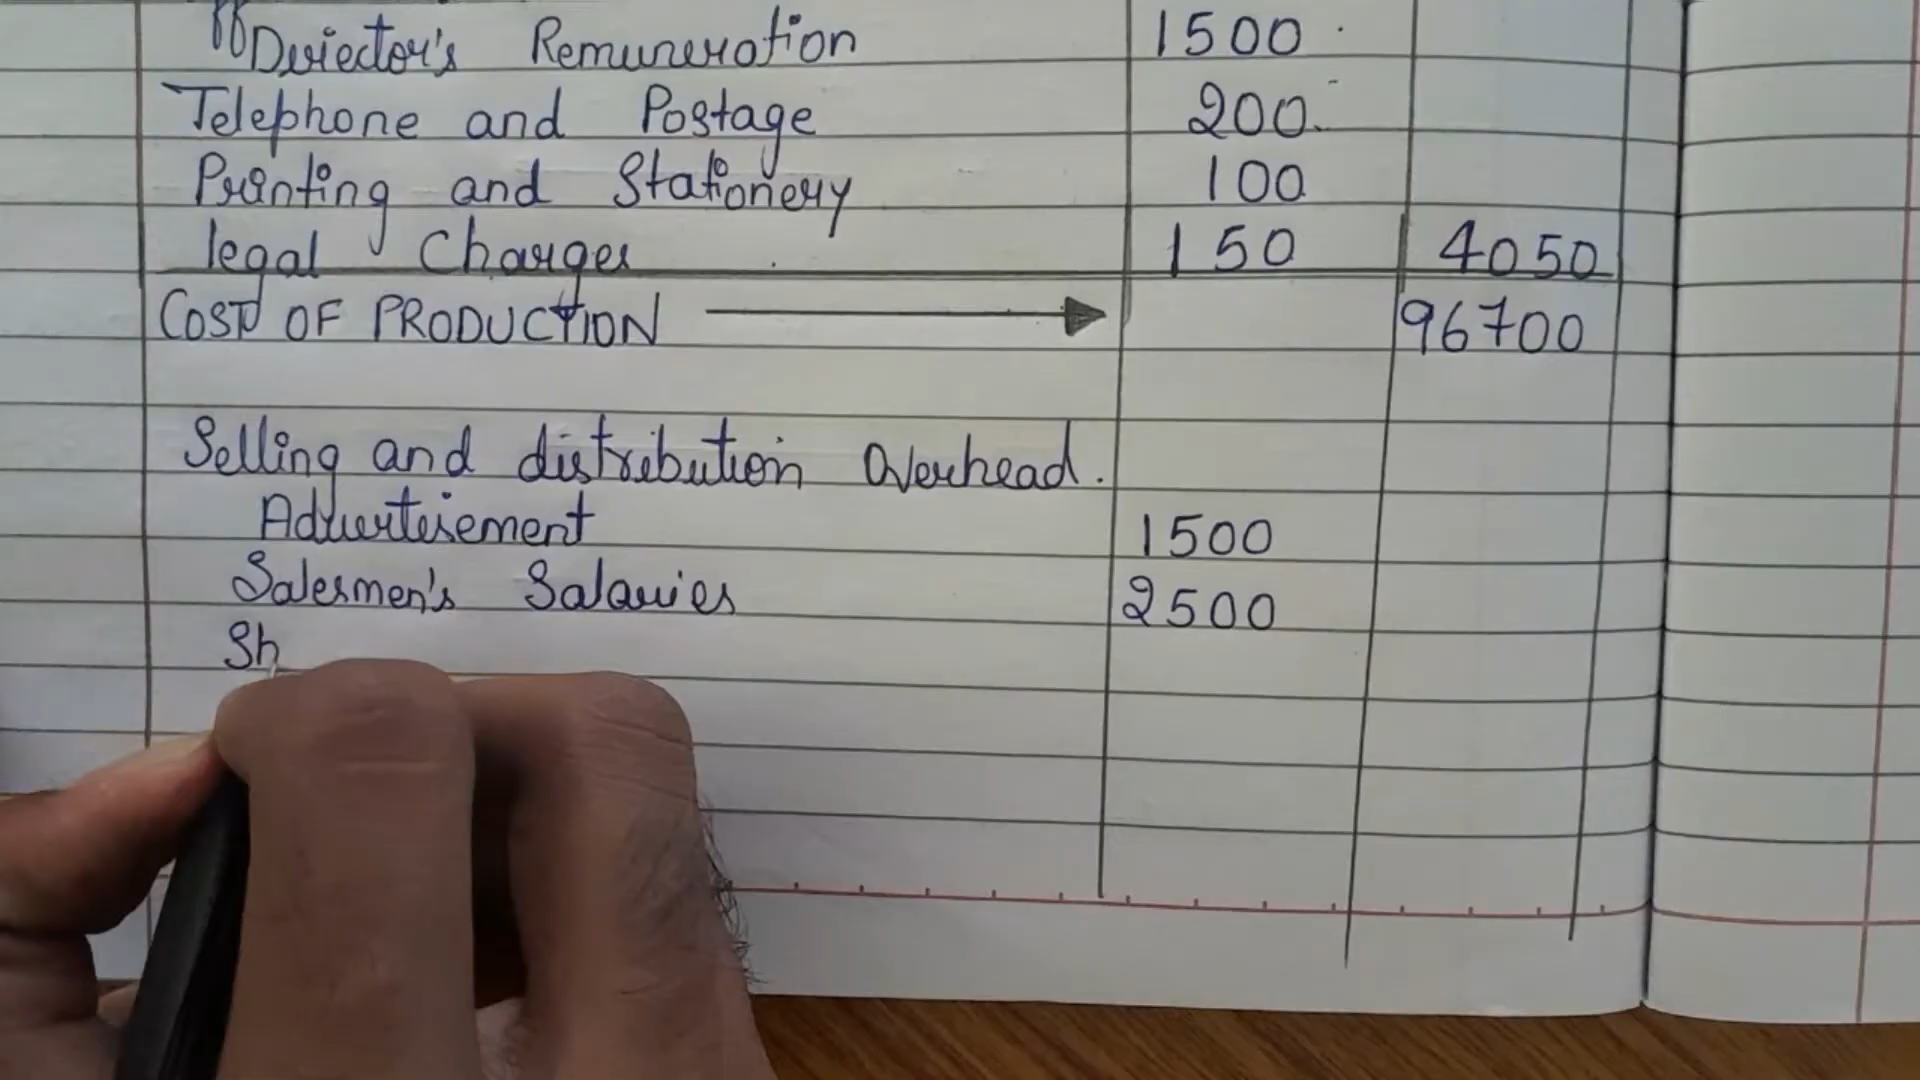 Director's Remuneration 1500
Telephone and Postage 200
Printing and Stationery 100
legal Charges 150 4050
COST OF PRODUCTION 96700
Selling and distribution Overhead.
Advertisement 1500
Salesmen's Salaries 2500
Sh